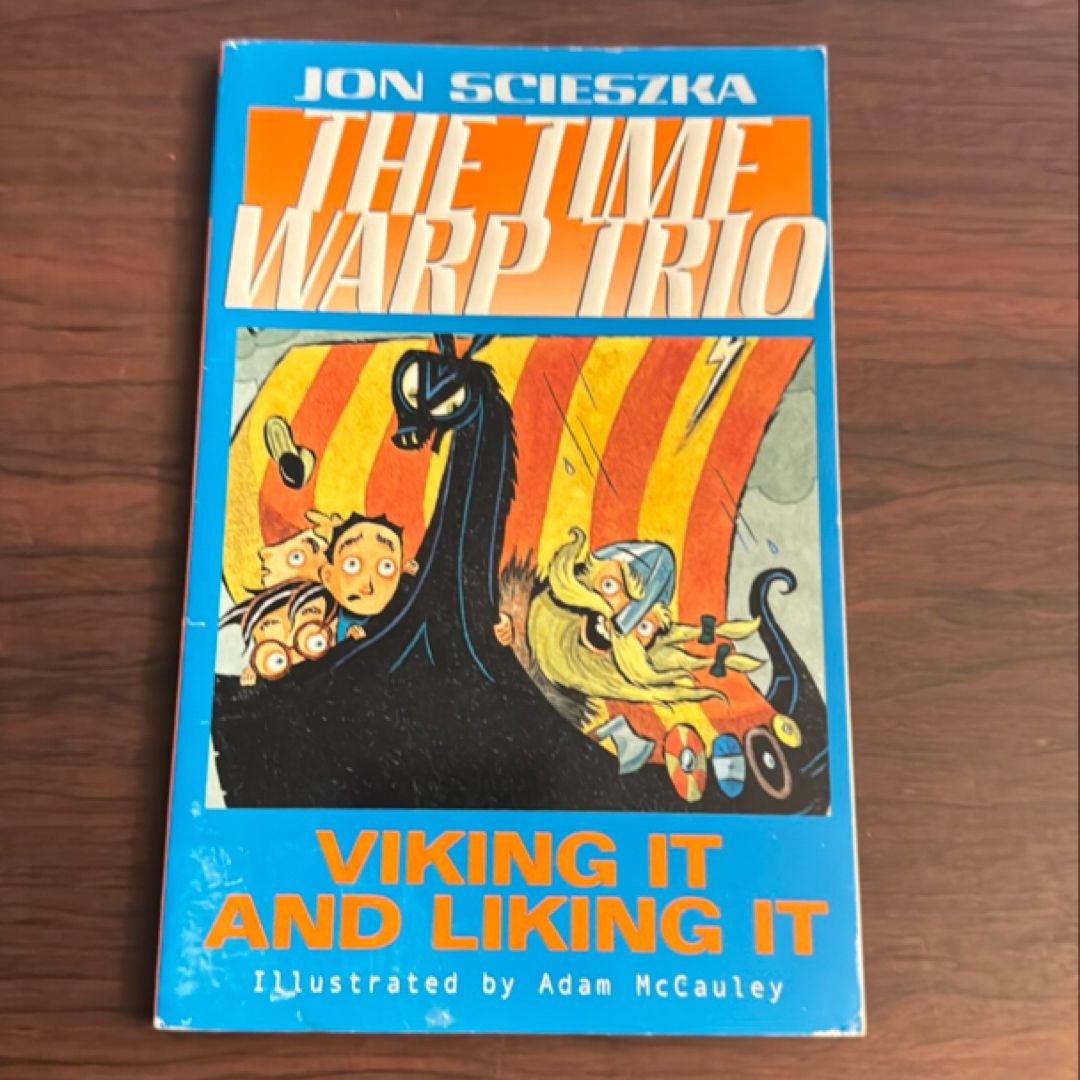 JON SCIESZKA
THE TIME
WARP TRIO
VIKING IT
AND LIKING IT
Illustrated by Adam McCauley